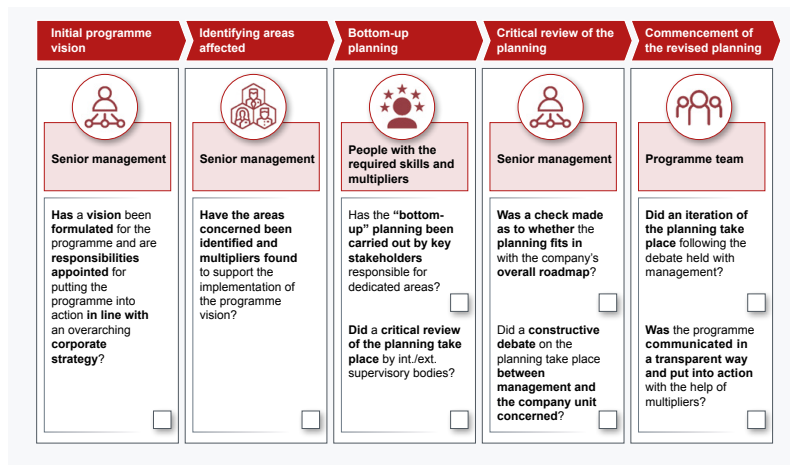 Initial programme
vision
Identifying areas
affected
Bottom-up
planning
Critical review of the
planning
Commencement of
the revised planning
Senior management
Senior management
People with the
required skills and
multipliers
Senior management
Programme team
Has a vision been
formulated for the
programme and are
responsibilities
appointed for
putting the
programme into
action in line with
an overarching
corporate
strategy?
Have the areas
concerned been
identified and
multipliers found
to support the
implementation of
the programme
vision?
Has the “bottom-
up” planning been
carried out by key
stakeholders
responsible for
dedicated areas?
Did a critical review
of the planning take
place by int./ext.
supervisory bodies?
Was a check made
as to whether the
planning fits in
with the company’s
overall roadmap?
Did a constructive
debate on the
planning take place
between
management and
the company unit
concerned?
Did an iteration of
the planning take
place following the
debate held with
management?
Was the programme
communicated in
a transparent way
and put into action
with the help of
multipliers?